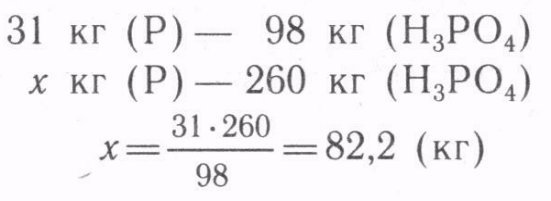 31 кг (P) — 98 кг (H₃PO₄)
x кг (P) — 260 кг (H₃PO₄)
x = 31·260/98 = 82,2 (кг)